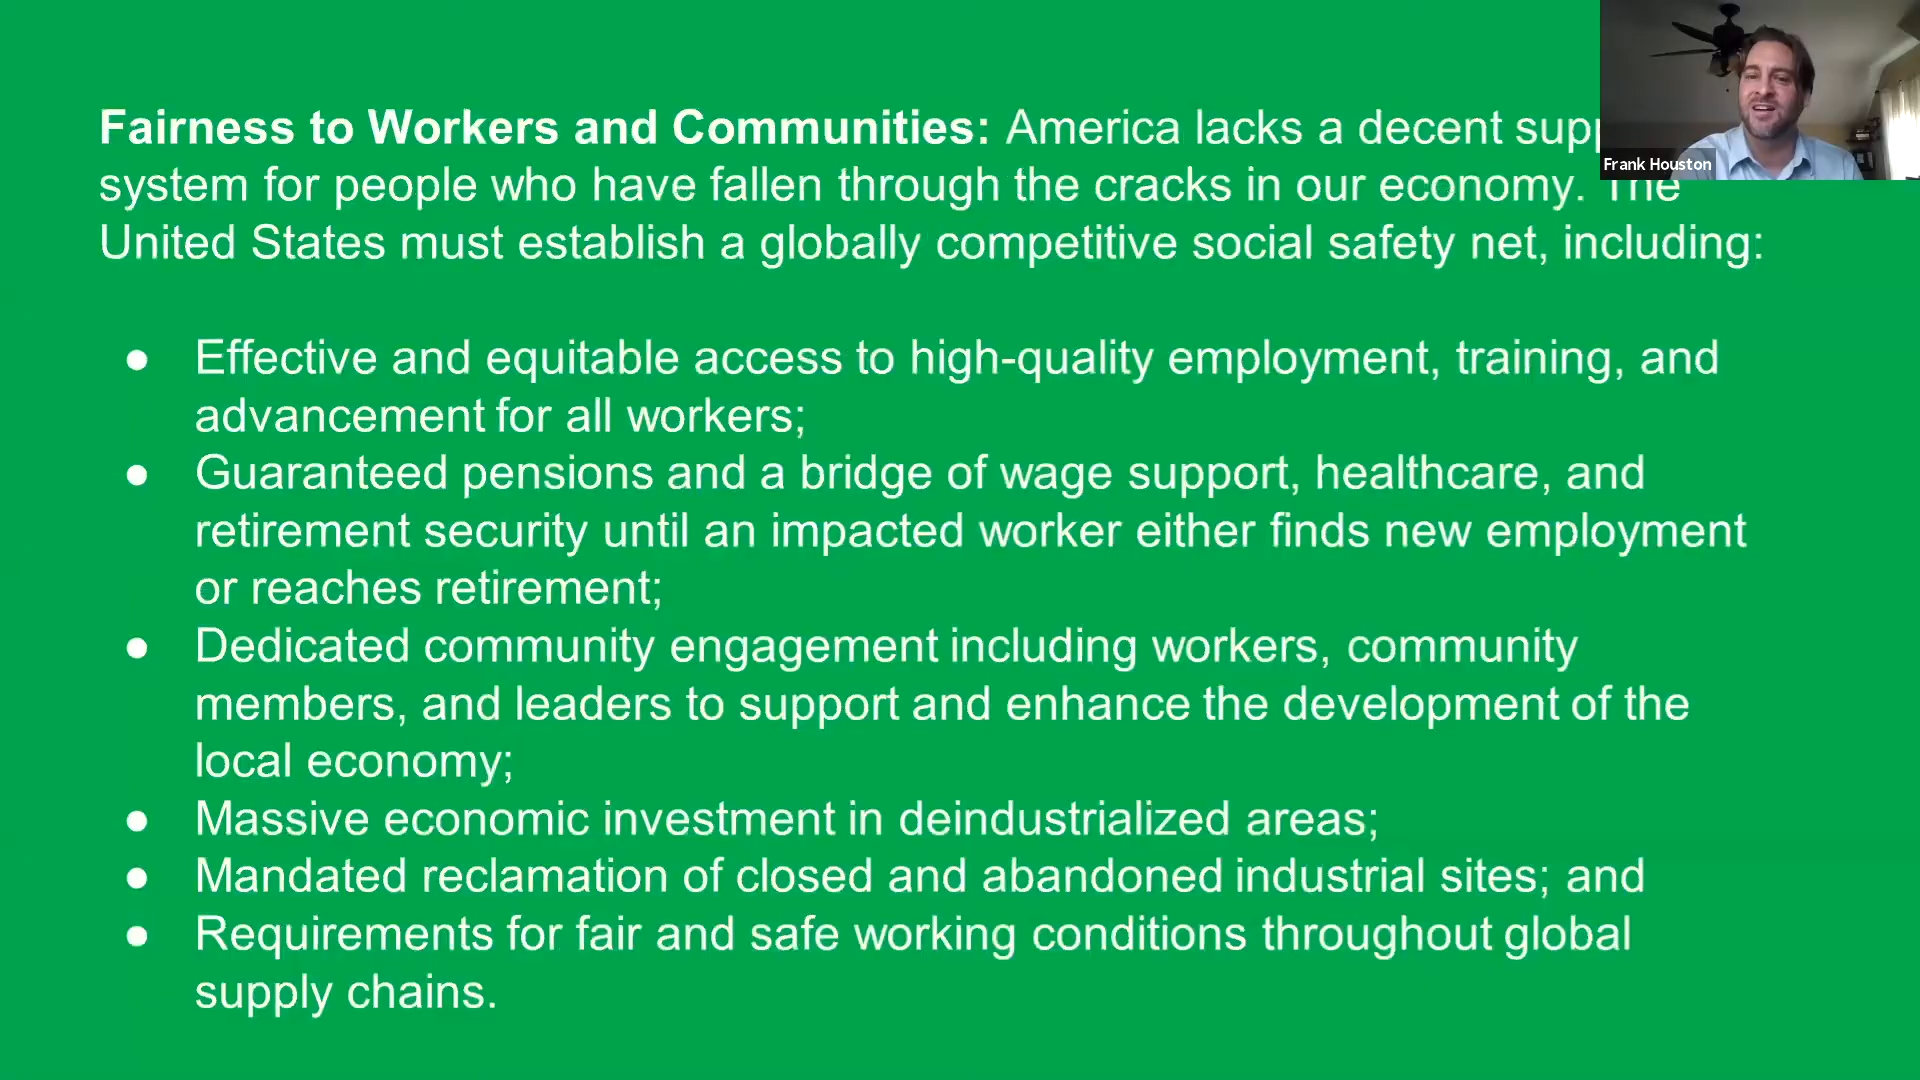 Fairness to Workers and Communities: America lacks a decent
system for people who have fallen through the cracks in our economy. The
United States must establish a globally competitive social safety net, including:
● Effective and equitable access to high-quality employment, training, and
advancement for all workers;
● Guaranteed pensions and a bridge of wage support, healthcare, and
retirement security until an impacted worker either finds new employment
or reaches retirement;
● Dedicated community engagement including workers, community
members, and leaders to support and enhance the development of the
local economy;
● Massive economic investment in deindustrialized areas;
● Mandated reclamation of closed and abandoned industrial sites; and
● Requirements for fair and safe working conditions throughout global
supply chains.
Frank Houston